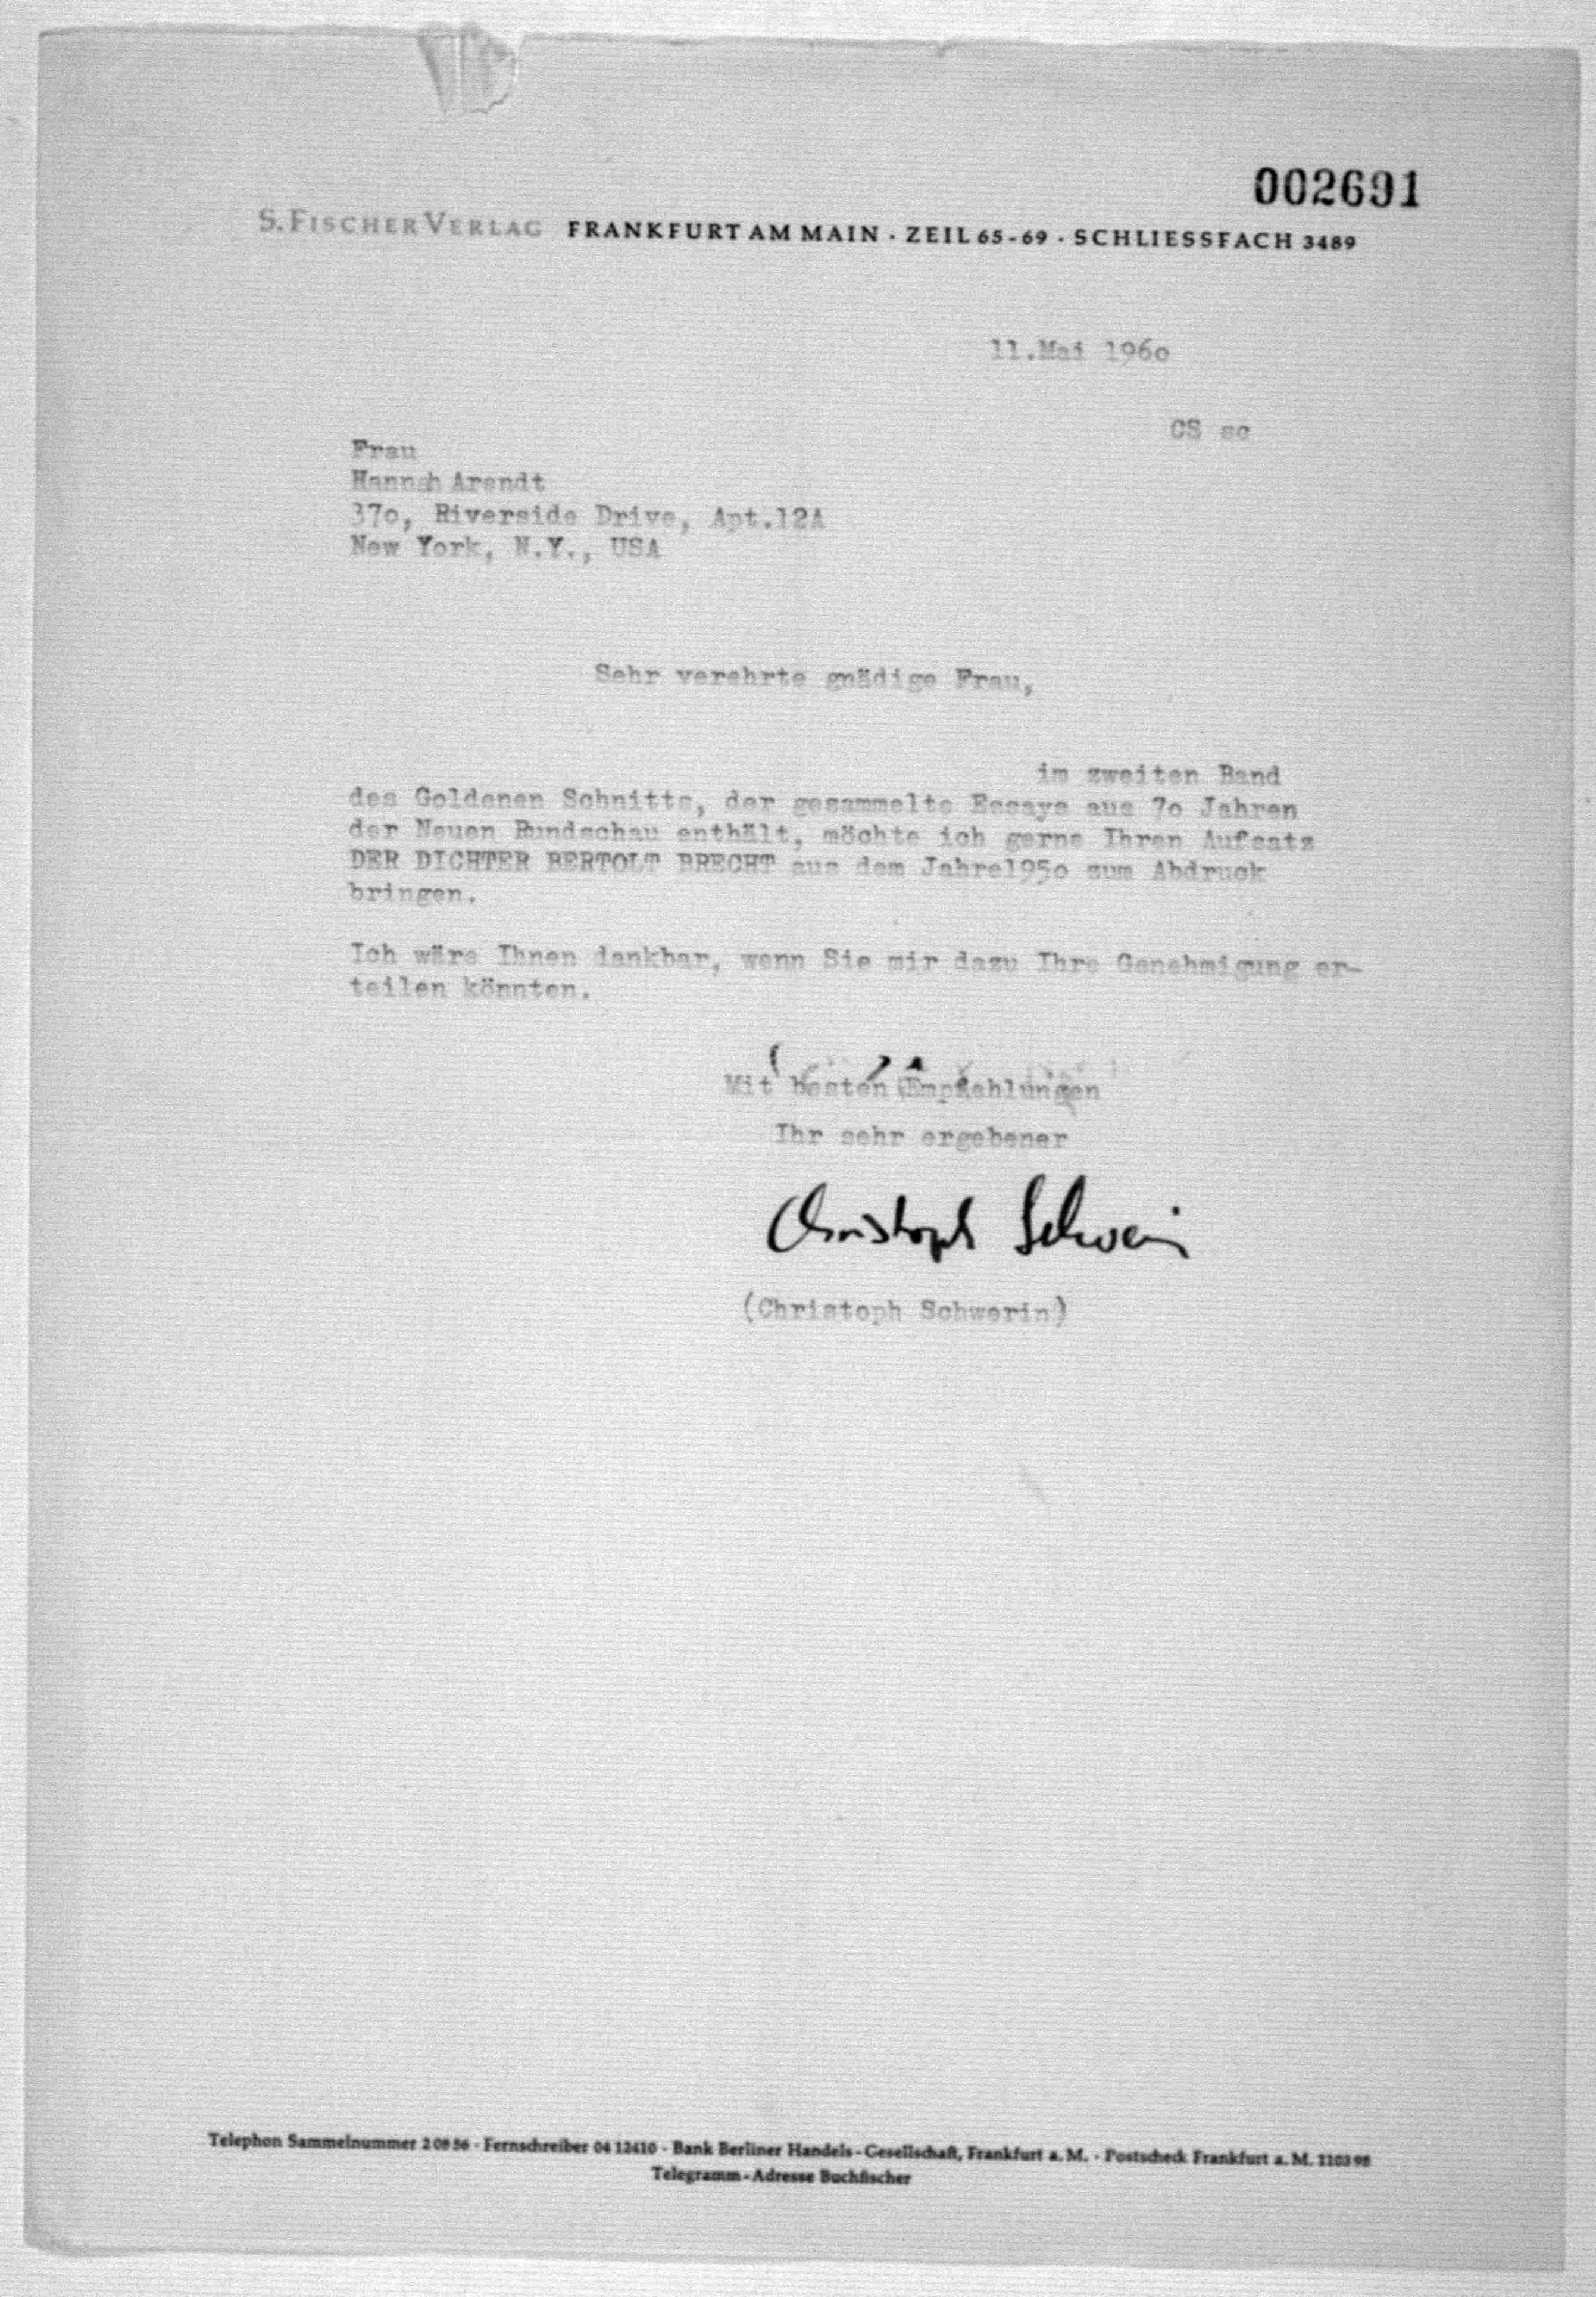 002691
S. FISCHER VERLAG FRANKFURT AM MAIN · ZEIL 65-69 · SCHLIESSFACH 3489
11.Mai 196o
CS sc
Frau
Hannah Arendt
37o, Riverside Drive, Apt.12A
New York, N.Y., USA
Sehr verehrte gnädige Frau,
im zweiten Band
des Goldenen Schnitts, der gesammelte Essays aus 7o Jahren
der Neuen Rundschau enthält, möchte ich gerne Ihren Aufsatz
DER DICHTER BERTOLT BRECHT aus dem Jahre195o zum Abdruck
bringen.
Ich wäre Ihnen dankbar, wenn Sie mir dazu Ihre Genehmigung er-
teilen könnten.
Mit besten Empfehlungen
Ihr sehr ergebener
Christoph Schwerin
(Christoph Schwerin)
Telephon Sammelnummer 2 08 56 · Fernschreiber 04 12410 · Bank Berliner Handels-Gesellschaft, Frankfurt a. M. · Postscheck Frankfurt a. M. 1103 98
Telegramm-Adresse Buchfischer